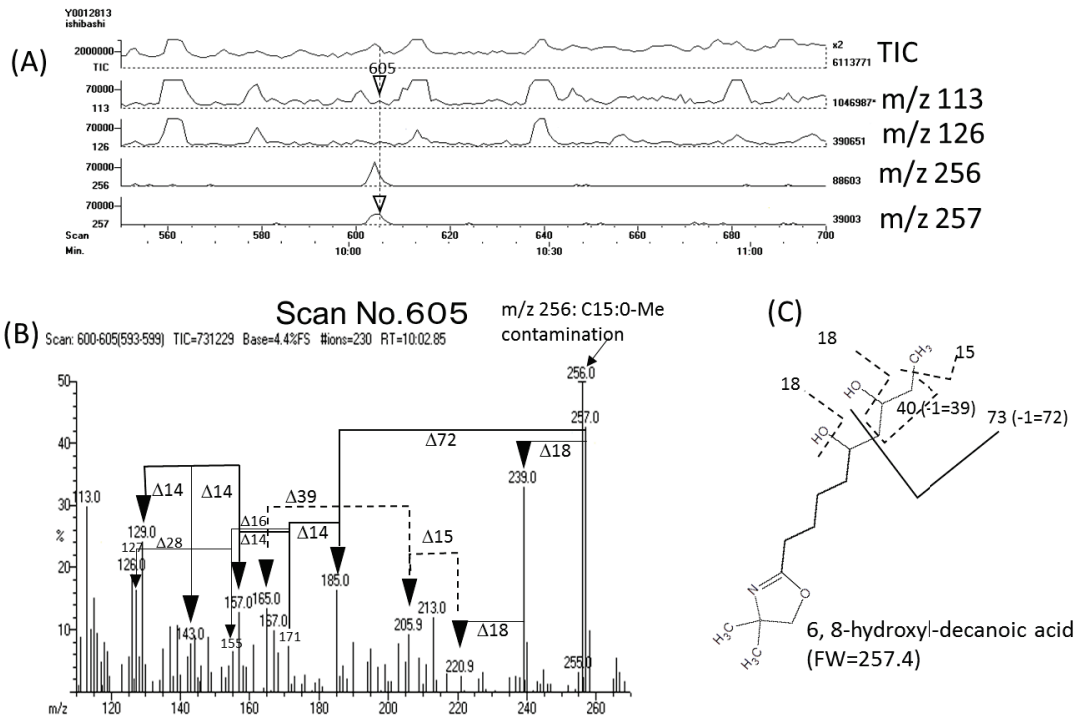 Y0012813
ishibashi
(A)
2000000
TIC
x2
6113771
TIC
605
70000
113
1046987*
m/z 113
70000
126
390651
m/z 126
70000
256
88603
m/z 256
70000
257
39003
m/z 257
Scan 560 580 600 620 640 660 680 700
Min. 10:00 10:30 11:00
(B)
Scan No.605
Scan: 600-605(593-599) TIC=731229 Base=4.4%FS #ions=230 RT=10:02.85
m/z 256: C15:0-Me
contamination
256.0
257.0
50
40
30
%
20
10
Δ72
Δ18
239.0
Δ14 Δ14
Δ39
113.0
129.0
Δ16
Δ14
Δ14
Δ15
127
Δ28
126.0
185.0
157.0 165.0
167.0
143.0
155
171
205.9
213.0
Δ18
220.9
255.0
m/z 120 140 160 180 200 220 240 260
(C)
18
15
CH₃
18
HO
40 (-1=39)
73 (-1=72)
HO
N
O
H₃C
H₃C
6, 8-hydroxyl-decanoic acid
(FW=257.4)